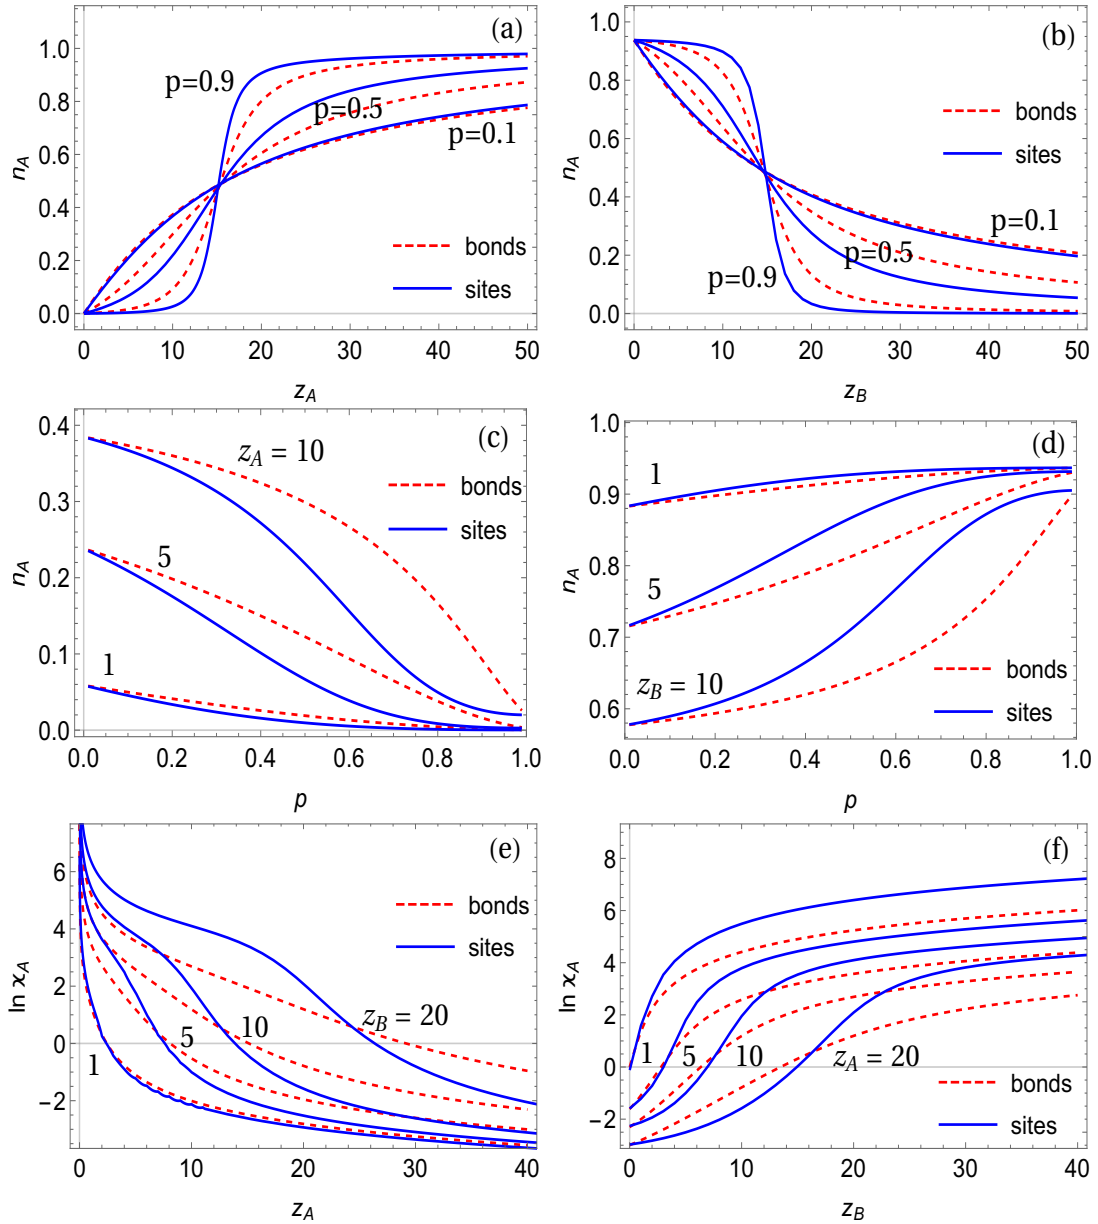 (a)
1.0
0.8
0.6
0.4
0.2
0.0
n_A
p=0.9
p=0.5
p=0.1
bonds
sites
0 10 20 30 40 50
z_A
(b)
1.0
0.8
0.6
0.4
0.2
0.0
n_A
bonds
sites
p=0.1
p=0.5
p=0.9
0 10 20 30 40 50
z_B
(c)
0.4
0.3
0.2
0.1
0.0
n_A
z_A = 10
5
1
bonds
sites
0.0 0.2 0.4 0.6 0.8 1.0
p
(d)
1.0
0.9
0.8
0.7
0.6
n_A
1
5
z_B = 10
bonds
sites
0.0 0.2 0.4 0.6 0.8 1.0
p
(e)
6
4
2
0
−2
ln ϰ_A
bonds
sites
z_B = 20
10
5
1
0 10 20 30 40
z_A
(f)
8
6
4
2
0
−2
ln ϰ_A
1 5 10 z_A = 20
bonds
sites
0 10 20 30 40
z_B